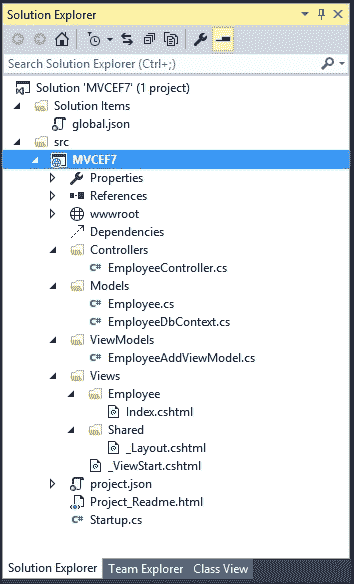 Solution Explorer
Search Solution Explorer (Ctrl+;)
Solution 'MVCEF7' (1 project)
Solution Items
global.json
src
MVCEF7
Properties
References
wwwroot
Dependencies
Controllers
EmployeeController.cs
Models
Employee.cs
EmployeeDbContext.cs
ViewModels
EmployeeAddViewModel.cs
Views
Employee
Index.cshtml
Shared
_Layout.cshtml
_ViewStart.cshtml
project.json
Project_Readme.html
Startup.cs
Solution Explorer Team Explorer Class View